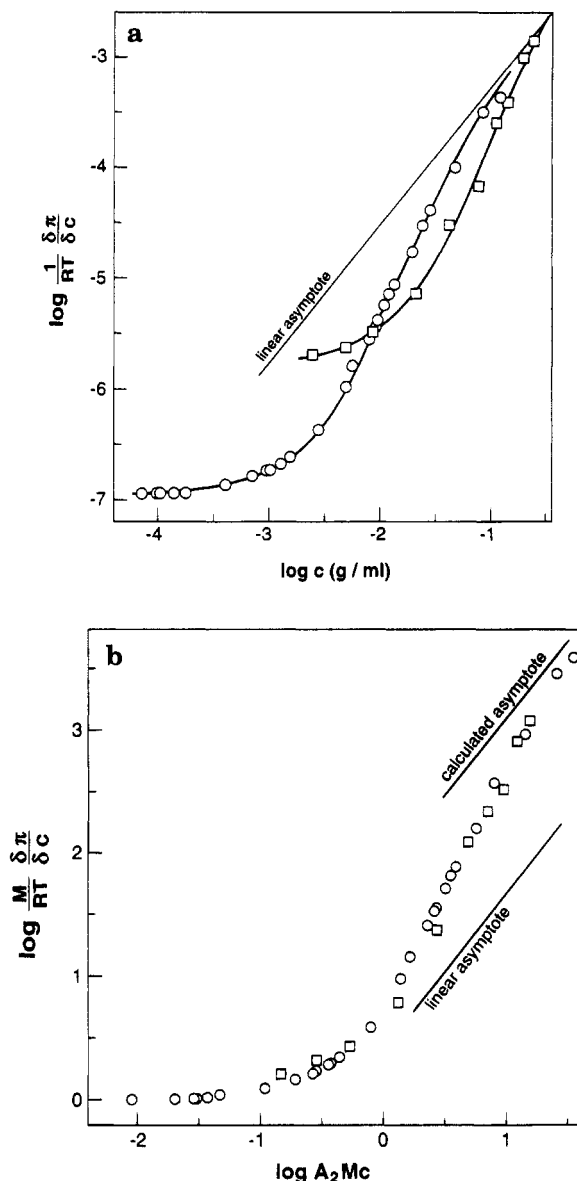 a
-3
-4
-5
-6
-7
log 1/RT δπ/δc
linear asymptote
-4 -3 -2 -1
log c (g / ml)
b
3
2
1
0
log M/RT δπ/δc
calculated asymptote
linear asymptote
-2 -1 0 1
log A₂Mc